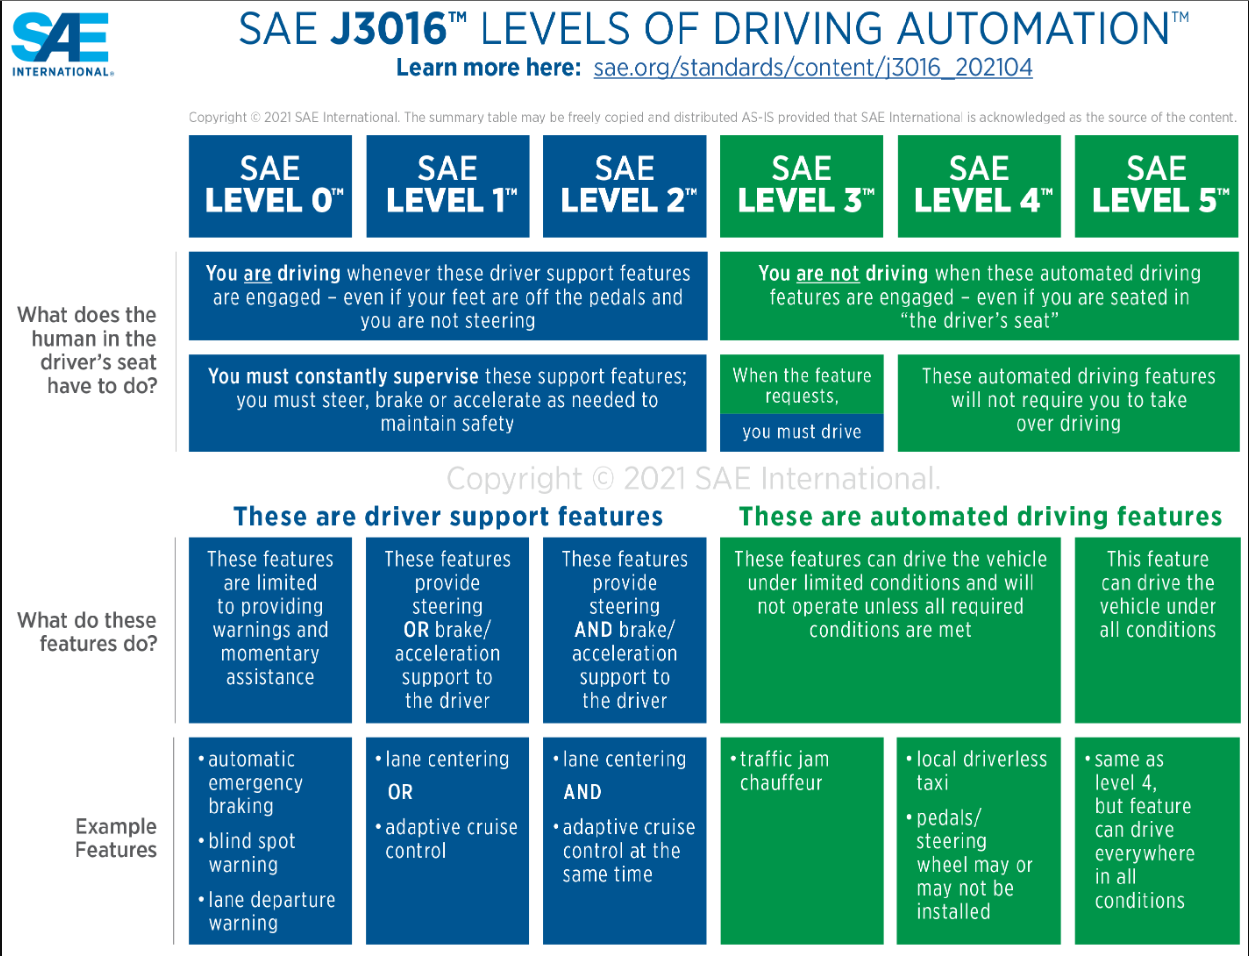 SAE
INTERNATIONAL®
SAE J3016™ LEVELS OF DRIVING AUTOMATION™
Learn more here: sae.org/standards/content/j3016_202104
Copyright © 2021 SAE International. The summary table may be freely copied and distributed AS-IS provided that SAE International is acknowledged as the source of the content.
SAE
LEVEL 0™
SAE
LEVEL 1™
SAE
LEVEL 2™
SAE
LEVEL 3™
SAE
LEVEL 4™
SAE
LEVEL 5™
What does the
human in the
driver's seat
have to do?
You are driving whenever these driver support features
are engaged – even if your feet are off the pedals and
you are not steering
You are not driving when these automated driving
features are engaged – even if you are seated in
“the driver's seat”
You must constantly supervise these support features;
you must steer, brake or accelerate as needed to
maintain safety
When the feature
requests,
you must drive
These automated driving features
will not require you to take
over driving
Copyright © 2021 SAE International.
These are driver support features
These are automated driving features
What do these
features do?
These features
are limited
to providing
warnings and
momentary
assistance
These features
provide
steering
OR brake/
acceleration
support to
the driver
These features
provide
steering
AND brake/
acceleration
support to
the driver
These features can drive the vehicle
under limited conditions and will
not operate unless all required
conditions are met
This feature
can drive the
vehicle under
all conditions
Example
Features
• automatic
emergency
braking
• blind spot
warning
• lane departure
warning
• lane centering
OR
• adaptive cruise
control
• lane centering
AND
• adaptive cruise
control at the
same time
• traffic jam
chauffeur
• local driverless
taxi
• pedals/
steering
wheel may or
may not be
installed
• same as
level 4,
but feature
can drive
everywhere
in all
conditions